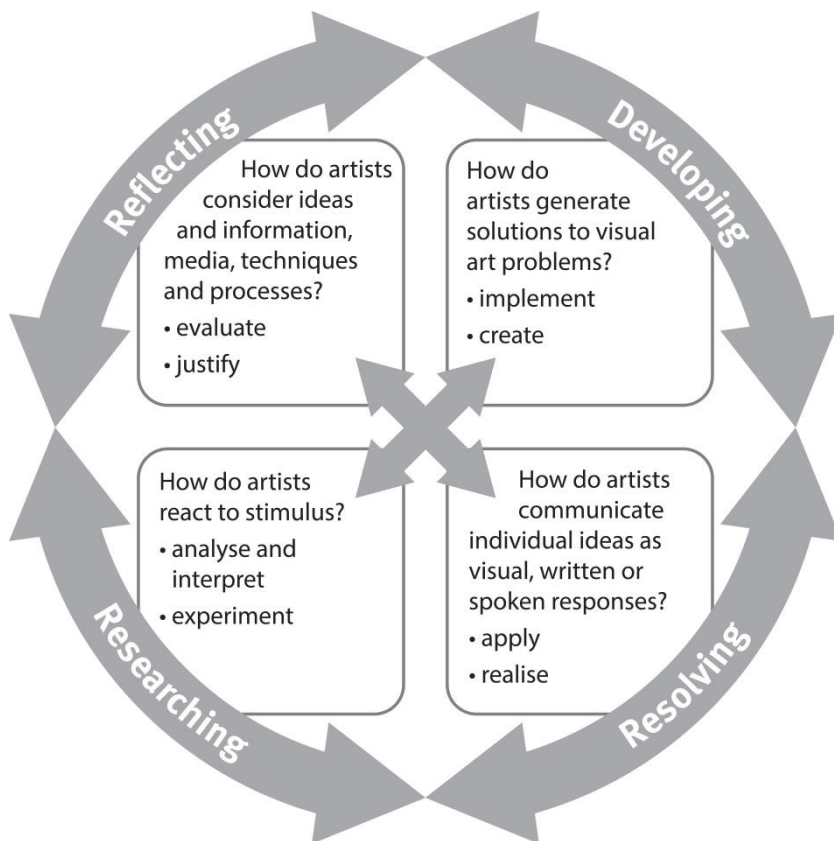 Reflecting
How do artists
consider ideas
and information,
media, techniques
and processes?
• evaluate
• justify
Developing
How do
artists generate
solutions to visual
art problems?
• implement
• create
Researching
How do artists
react to stimulus?
• analyse and
interpret
• experiment
Resolving
How do artists
communicate
individual ideas as
visual, written or
spoken responses?
• apply
• realise